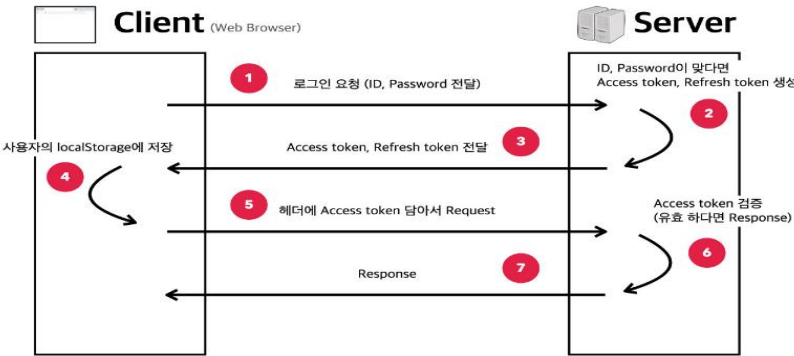 Client (Web Browser)
Server
1
로그인 요청 (ID, Password 전달)
ID, Password이 맞다면
Access token, Refresh token 생성
2
3
Access token, Refresh token 전달
사용자의 localStorage에 저장
4
5
헤더에 Access token 담아서 Request
Access token 검증
(유효 하다면 Response)
6
7
Response